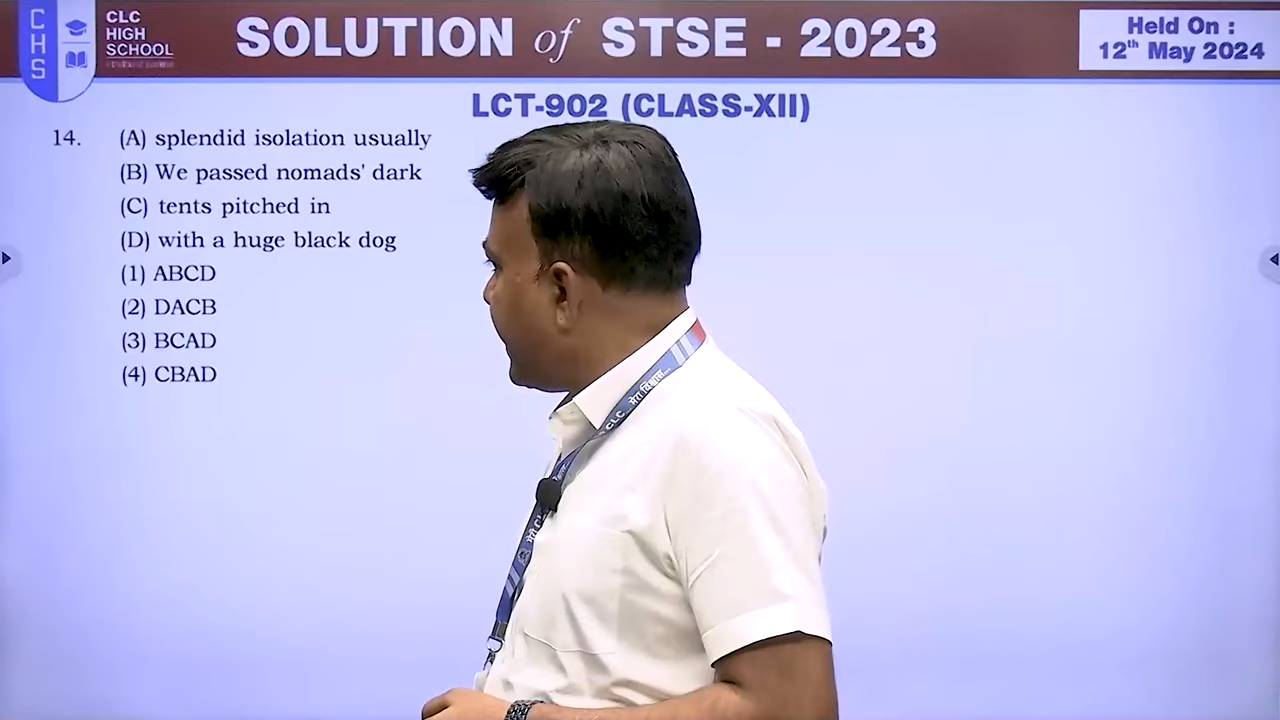 CHS
CLC
HIGH
SCHOOL
SOLUTION of STSE - 2023
Held On :
12th May 2024
LCT-902 (CLASS-XII)
14. (A) splendid isolation usually
(B) We passed nomads' dark
(C) tents pitched in
(D) with a huge black dog
(1) ABCD
(2) DACB
(3) BCAD
(4) CBAD
मेरा विश्वास...
CLC